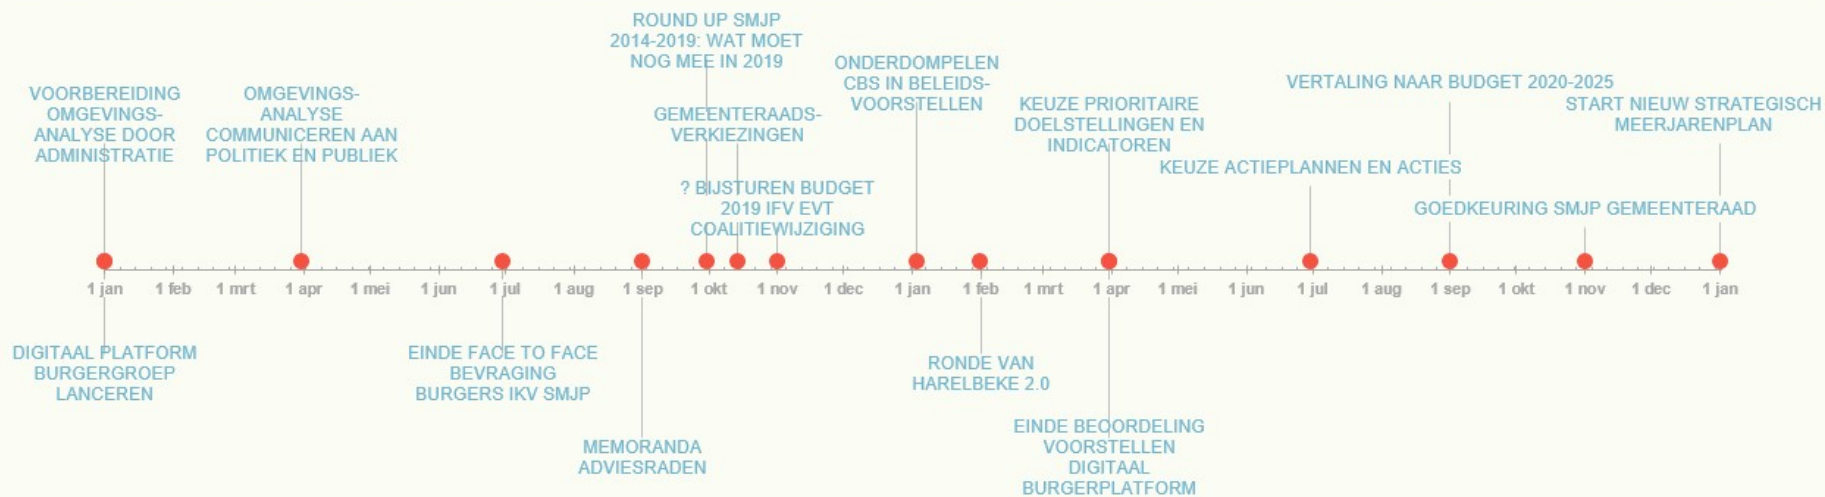 ROUND UP SMJP
2014-2019: WAT MOET
NOG MEE IN 2019
VOORBEREIDING
OMGEVINGS-
ANALYSE DOOR
ADMINISTRATIE
OMGEVINGS-
ANALYSE
COMMUNICEREN AAN
POLITIEK EN PUBLIEK
GEMEENTERAADS-
VERKIEZINGEN
? BIJSTUREN BUDGET
2019 IFV EVT
COALITIEWIJZIGING
ONDERDOMPELEN
CBS IN BELEIDS-
VOORSTELLEN
KEUZE PRIORITAIRE
DOELSTELLINGEN EN
INDICATOREN
KEUZE ACTIEPLANNEN EN ACTIES
VERTALING NAAR BUDGET 2020-2025
GOEDKEURING SMJP GEMEENTERAAD
START NIEUW STRATEGISCH
MEERJARENPLAN
1 jan 1 feb 1 mrt 1 apr 1 mei 1 jun 1 jul 1 aug 1 sep 1 okt 1 nov 1 dec 1 jan 1 feb 1 mrt 1 apr 1 mei 1 jun 1 jul 1 aug 1 sep 1 okt 1 nov 1 dec 1 jan
DIGITAAL PLATFORM
BURGERGROEP
LANCEREN
EINDE FACE TO FACE
BEVRAGING
BURGERS IKV SMJP
MEMORANDA
ADVIESRADEN
RONDE VAN
HARELBEKE 2.0
EINDE BEOORDELING
VOORSTELLEN
DIGITAAL
BURGERPLATFORM